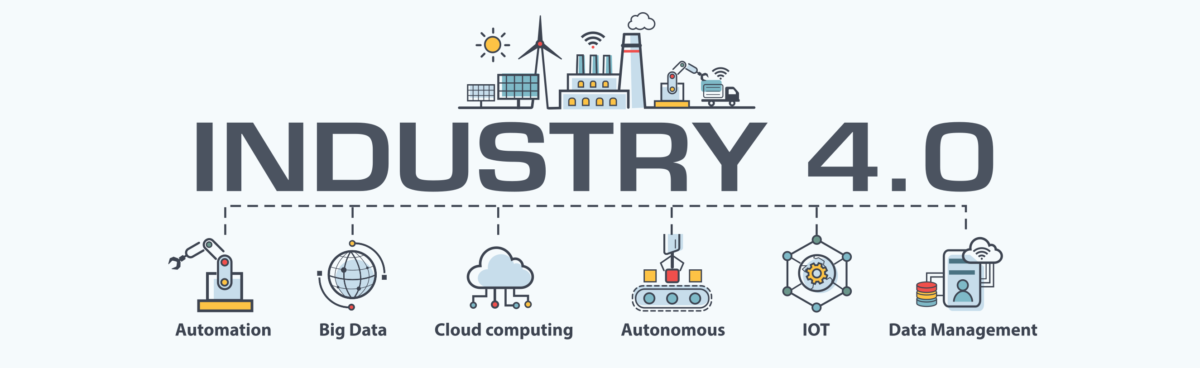 INDUSTRY 4.0
Automation
Big Data
Cloud computing
Autonomous
IOT
Data Management